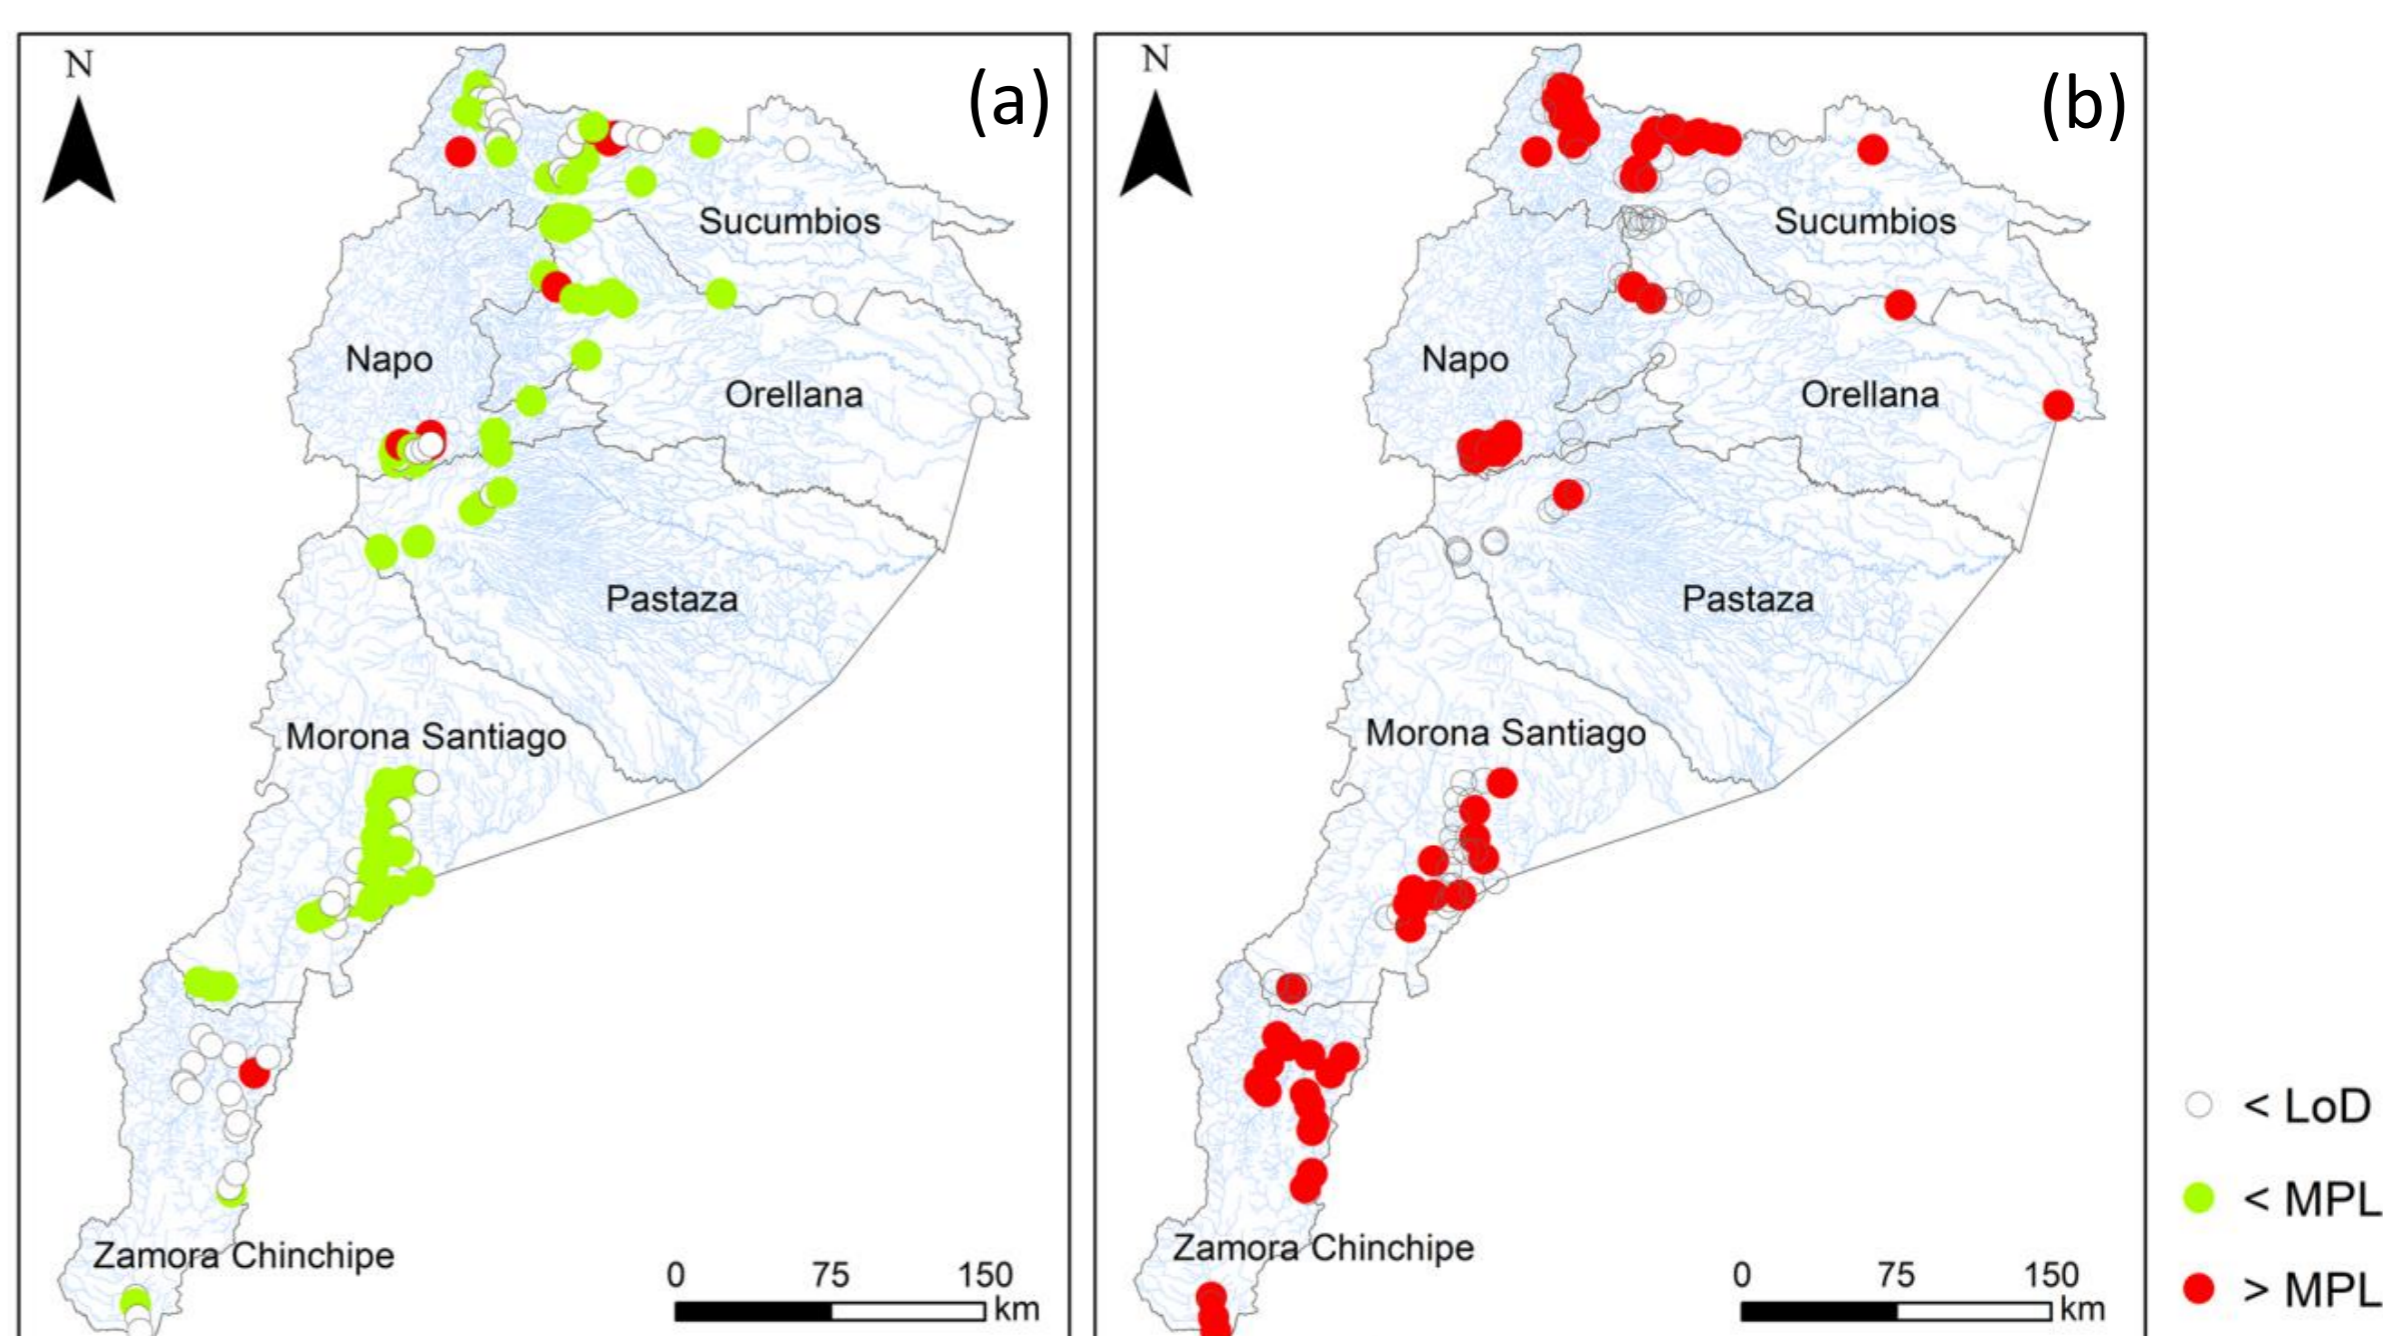 N
(a)
Sucumbios
Napo
Orellana
Pastaza
Morona Santiago
Zamora Chinchipe
0 75 150
km
N
(b)
Sucumbios
Napo
Orellana
Pastaza
Morona Santiago
Zamora Chinchipe
0 75 150
km
< LoD
< MPL
> MPL